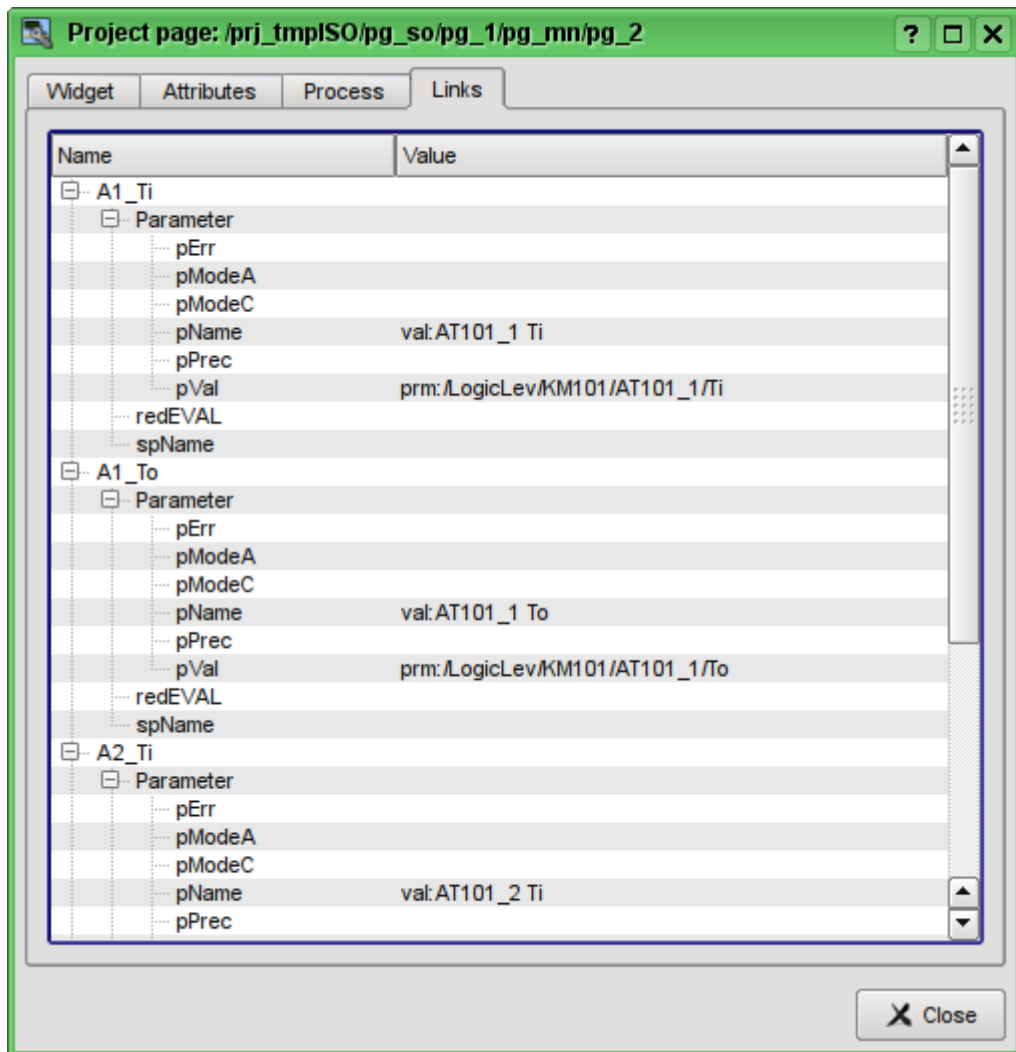 Project page: /prj_tmplSO/pg_so/pg_1/pg_mn/pg_2
Widget Attributes Process Links
Name Value
A1_Ti
Parameter
pErr
pModeA
pModeC
pName val:AT101_1 Ti
pPrec
pVal prm:/LogicLev/KM101/AT101_1/Ti
redEVAL
spName
A1_To
Parameter
pErr
pModeA
pModeC
pName val:AT101_1 To
pPrec
pVal prm:/LogicLev/KM101/AT101_1/To
redEVAL
spName
A2_Ti
Parameter
pErr
pModeA
pModeC
pName val:AT101_2 Ti
pPrec
Close